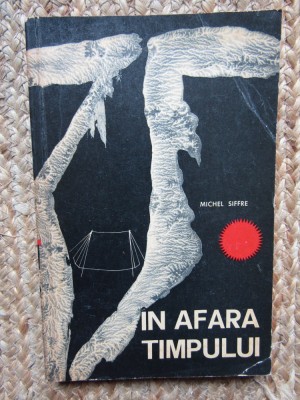 MICHEL SIFFRE
IN AFARA
TIMPULUI